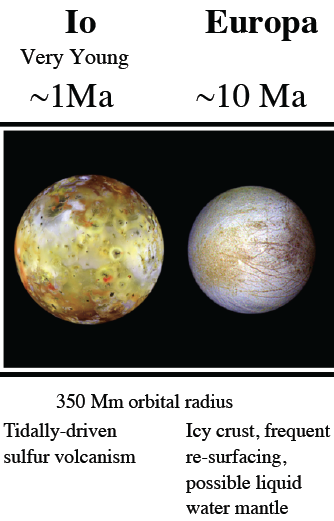 Io
Europa
Very Young
~1Ma
~10 Ma
350 Mm orbital radius
Tidally-driven
sulfur volcanism
Icy crust, frequent
re-surfacing,
possible liquid
water mantle